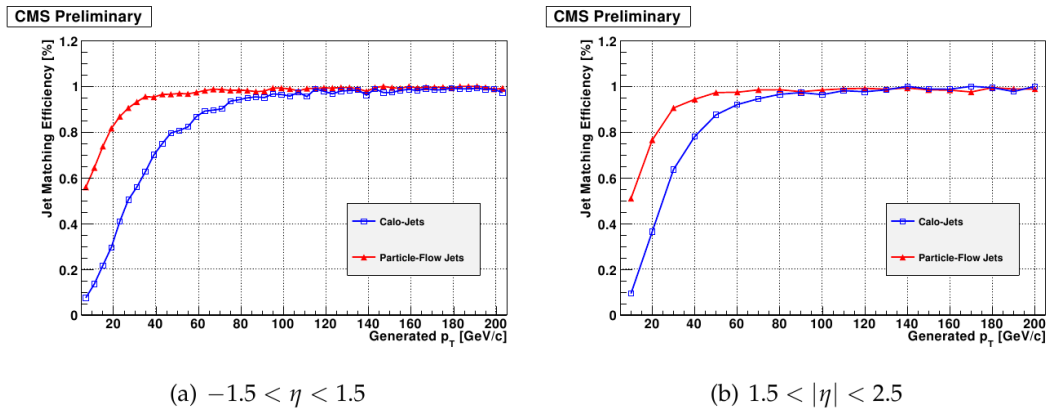 CMS Preliminary
Jet Matching Efficiency [%]
1.2
1
0.8
0.6
0.4
0.2
0
Calo-Jets
Particle-Flow Jets
20 40 60 80 100 120 140 160 180 200
Generated p_T [GeV/c]
(a) −1.5 < η < 1.5
CMS Preliminary
Jet Matching Efficiency [%]
1.2
1
0.8
0.6
0.4
0.2
0
Calo-Jets
Particle-Flow Jets
20 40 60 80 100 120 140 160 180 200
Generated p_T [GeV/c]
(b) 1.5 < |η| < 2.5